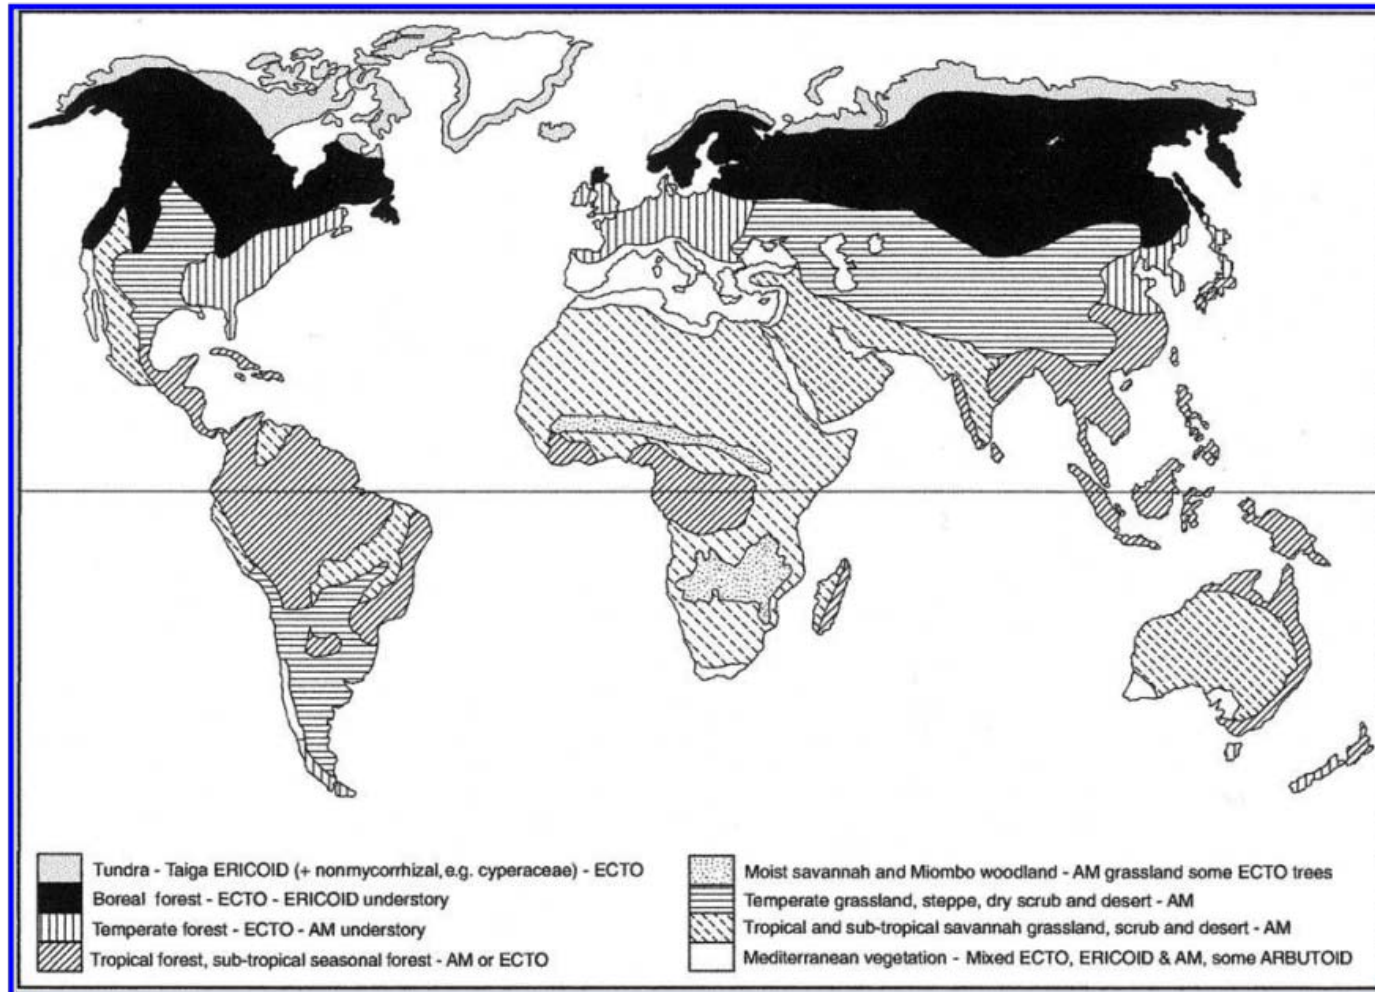 Tundra - Taiga ERICOID (+ nonmycorrhizal, e.g. cyperaceae) - ECTO
Boreal forest - ECTO - ERICOID understory
Temperate forest - ECTO - AM understory
Tropical forest, sub-tropical seasonal forest - AM or ECTO
Moist savannah and Miombo woodland - AM grassland some ECTO trees
Temperate grassland, steppe, dry scrub and desert - AM
Tropical and sub-tropical savannah grassland, scrub and desert - AM
Mediterranean vegetation - Mixed ECTO, ERICOID & AM, some ARBUTOID